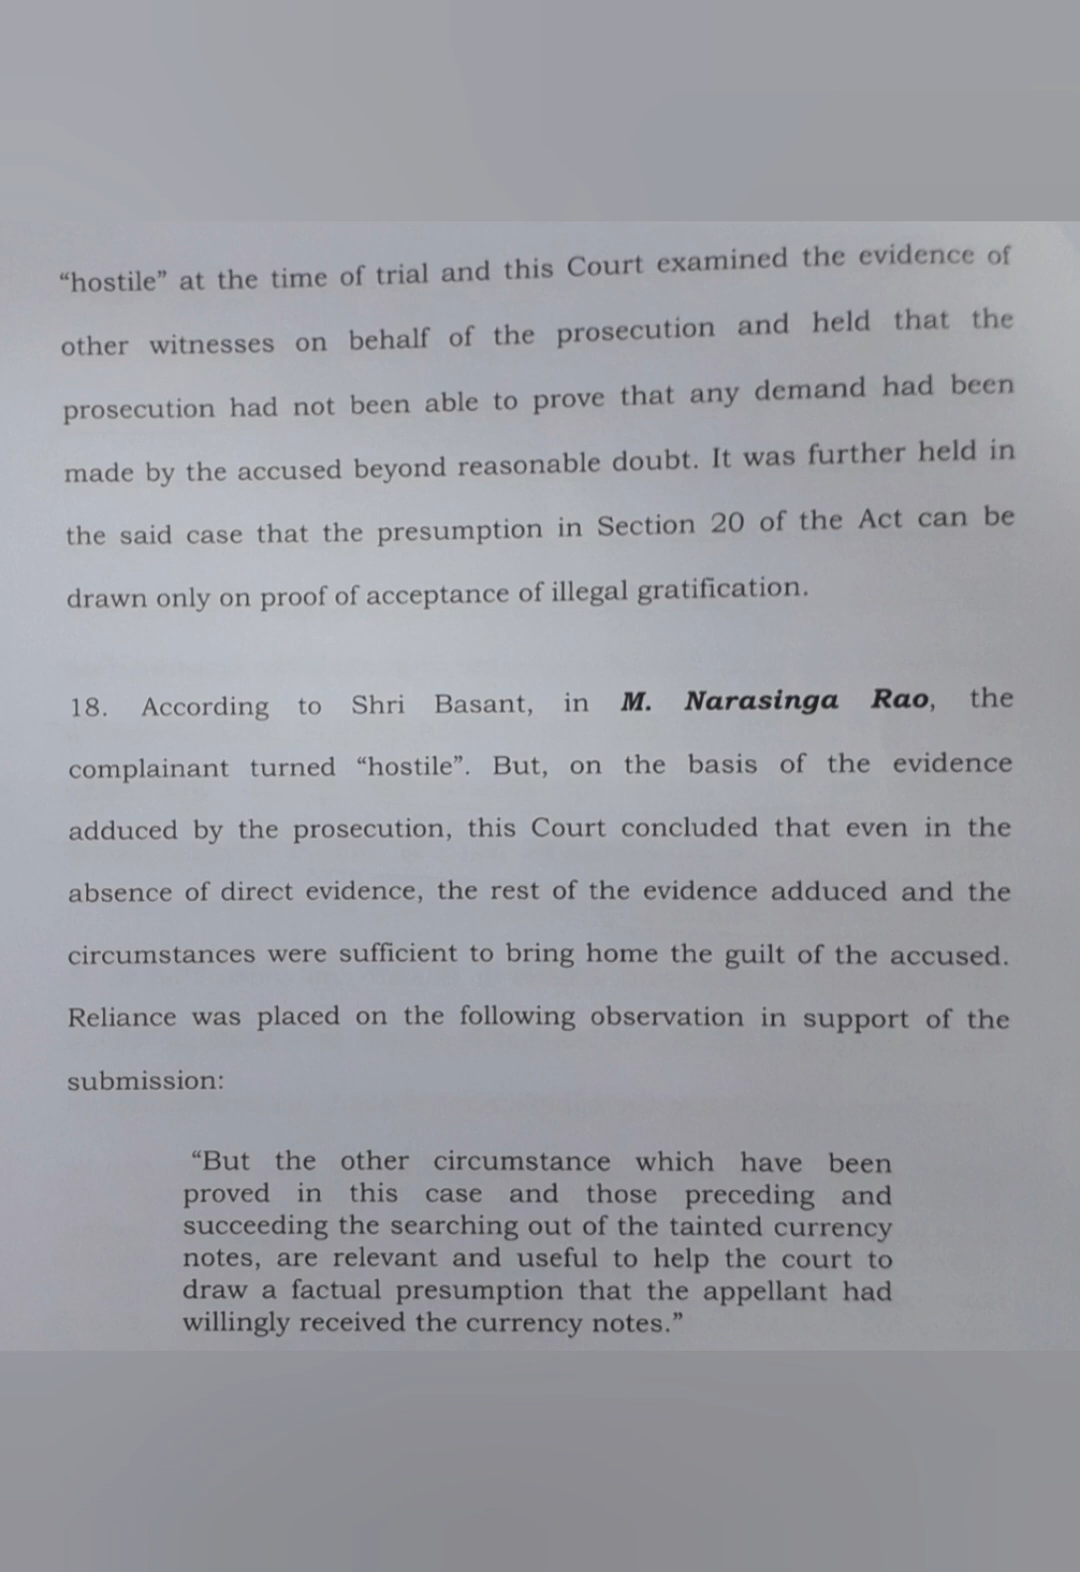 “hostile” at the time of trial and this Court examined the evidence of
other witnesses on behalf of the prosecution and held that the
prosecution had not been able to prove that any demand had been
made by the accused beyond reasonable doubt. It was further held in
the said case that the presumption in Section 20 of the Act can be
drawn only on proof of acceptance of illegal gratification.
18. According to Shri Basant, in M. Narasinga Rao, the
complainant turned “hostile”. But, on the basis of the evidence
adduced by the prosecution, this Court concluded that even in the
absence of direct evidence, the rest of the evidence adduced and the
circumstances were sufficient to bring home the guilt of the accused.
Reliance was placed on the following observation in support of the
submission:
“But the other circumstance which have been
proved in this case and those preceding and
succeeding the searching out of the tainted currency
notes, are relevant and useful to help the court to
draw a factual presumption that the appellant had
willingly received the currency notes.”